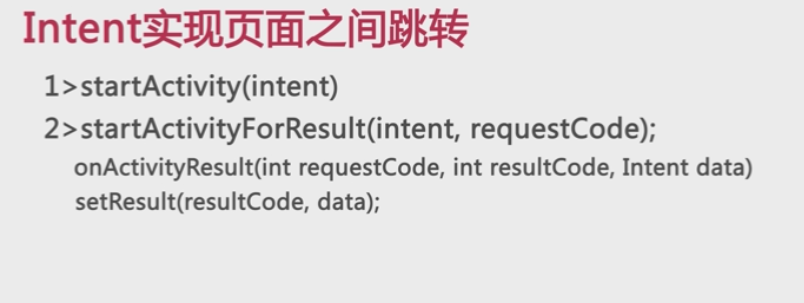 Intent实现页面之间跳转
1>startActivity(intent)
2>startActivityForResult(intent, requestCode);
onActivityResult(int requestCode, int resultCode, Intent data)
setResult(resultCode, data);